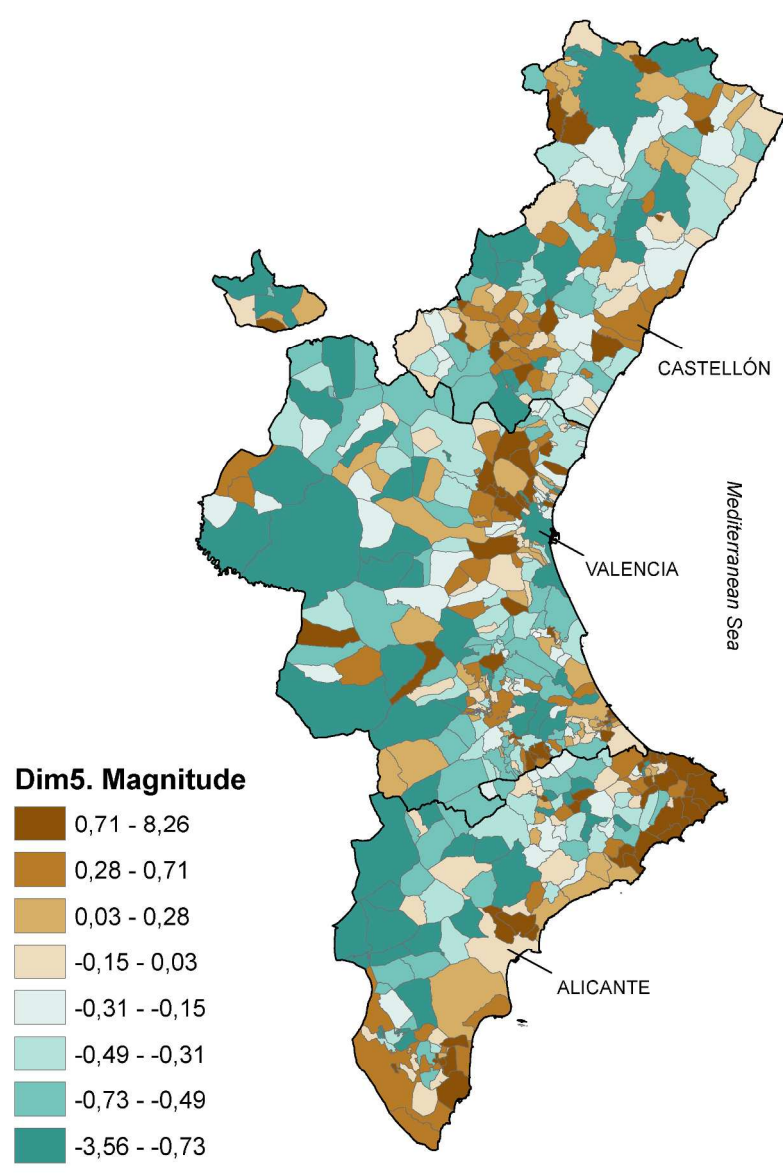 CASTELLÓN
Mediterranean Sea
VALENCIA
ALICANTE
Dim5. Magnitude
0,71 - 8,26
0,28 - 0,71
0,03 - 0,28
-0,15 - 0,03
-0,31 - -0,15
-0,49 - -0,31
-0,73 - -0,49
-3,56 - -0,73